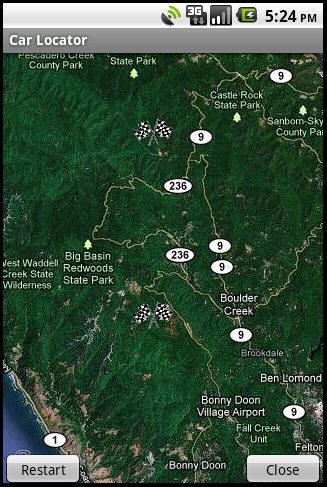 3G
5:24 PM
Car Locator
Pescadero Creek
County Park
State Park
9
Castle Rock
State Park
Sanborn-Sky
County Pa
9
236
Big Basin
Redwoods
State Park
West Waddell
Creek State
Wilderness
236
9
9
Boulder
Creek
9
Brookdale
Ben Lomond
Bonny Doon
Village Airport
9
Fall Creek
Unit
1
Felton
Bonny Doon
Restart
Close